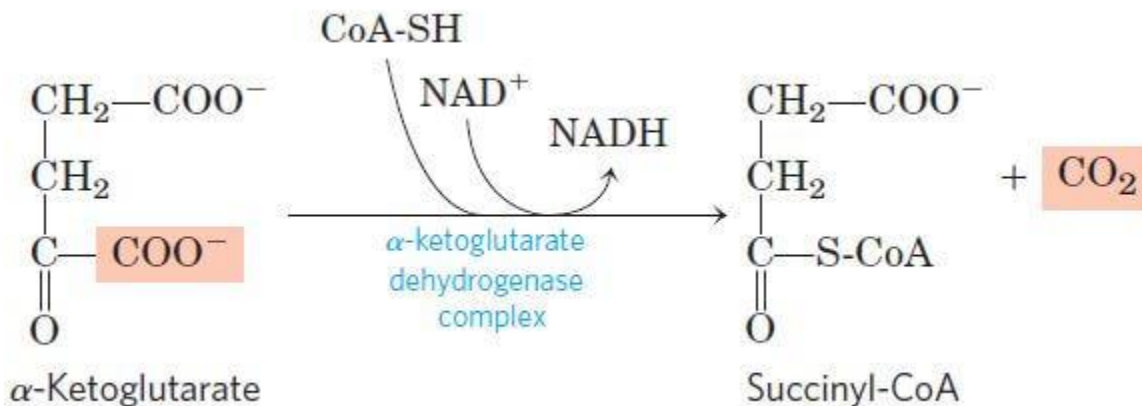 CoA-SH
CH₂—COO⁻
NAD⁺
CH₂—COO⁻
NADH
CH₂
CH₂
+ CO₂
C—COO⁻
α-ketoglutarate
dehydrogenase
complex
C—S-CoA
O
O
α-Ketoglutarate
Succinyl-CoA